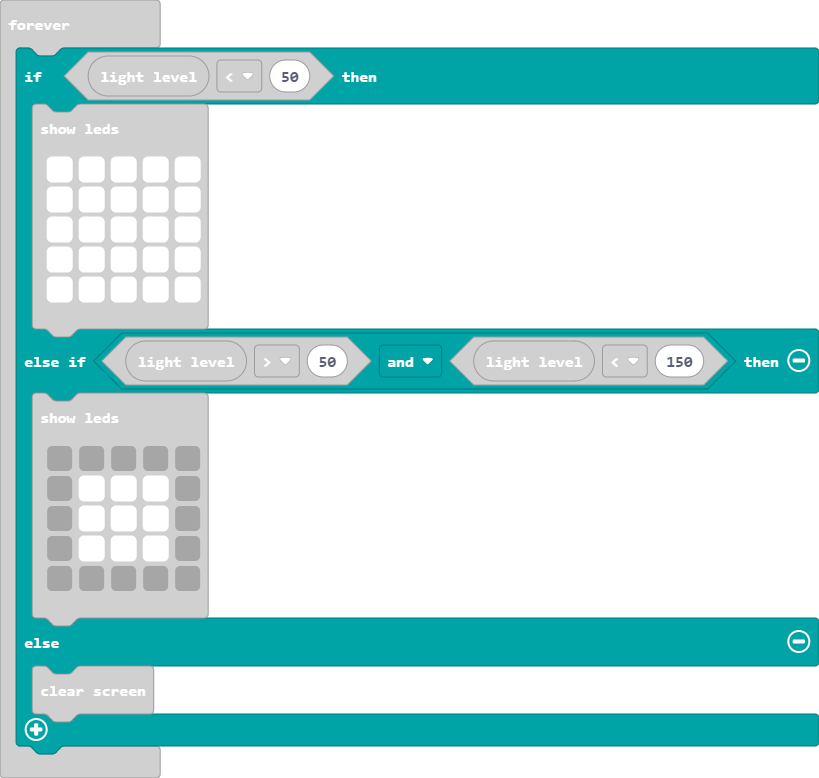 forever
if light level < 50 then
show leds
else if light level > 50 and light level < 150 then
show leds
else
clear screen